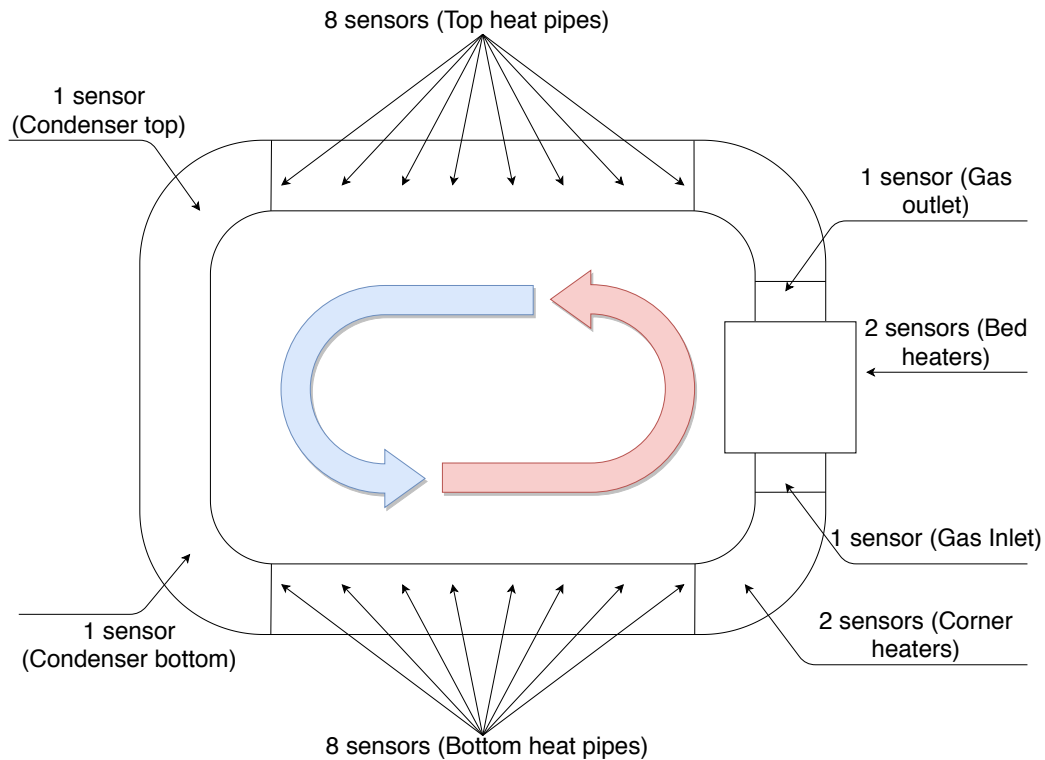 8 sensors (Top heat pipes)
1 sensor
(Condenser top)
1 sensor (Gas
outlet)
2 sensors (Bed
heaters)
1 sensor (Gas Inlet)
2 sensors (Corner
heaters)
1 sensor
(Condenser bottom)
8 sensors (Bottom heat pipes)